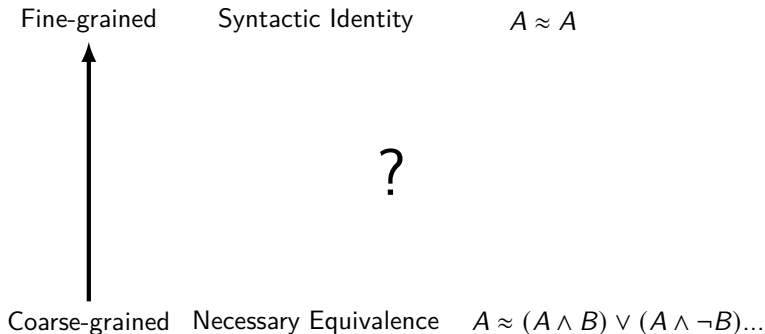 Fine-grained Syntactic Identity A ≈ A
?
Coarse-grained Necessary Equivalence A ≈ (A ∧ B) ∨ (A ∧ ¬B)...